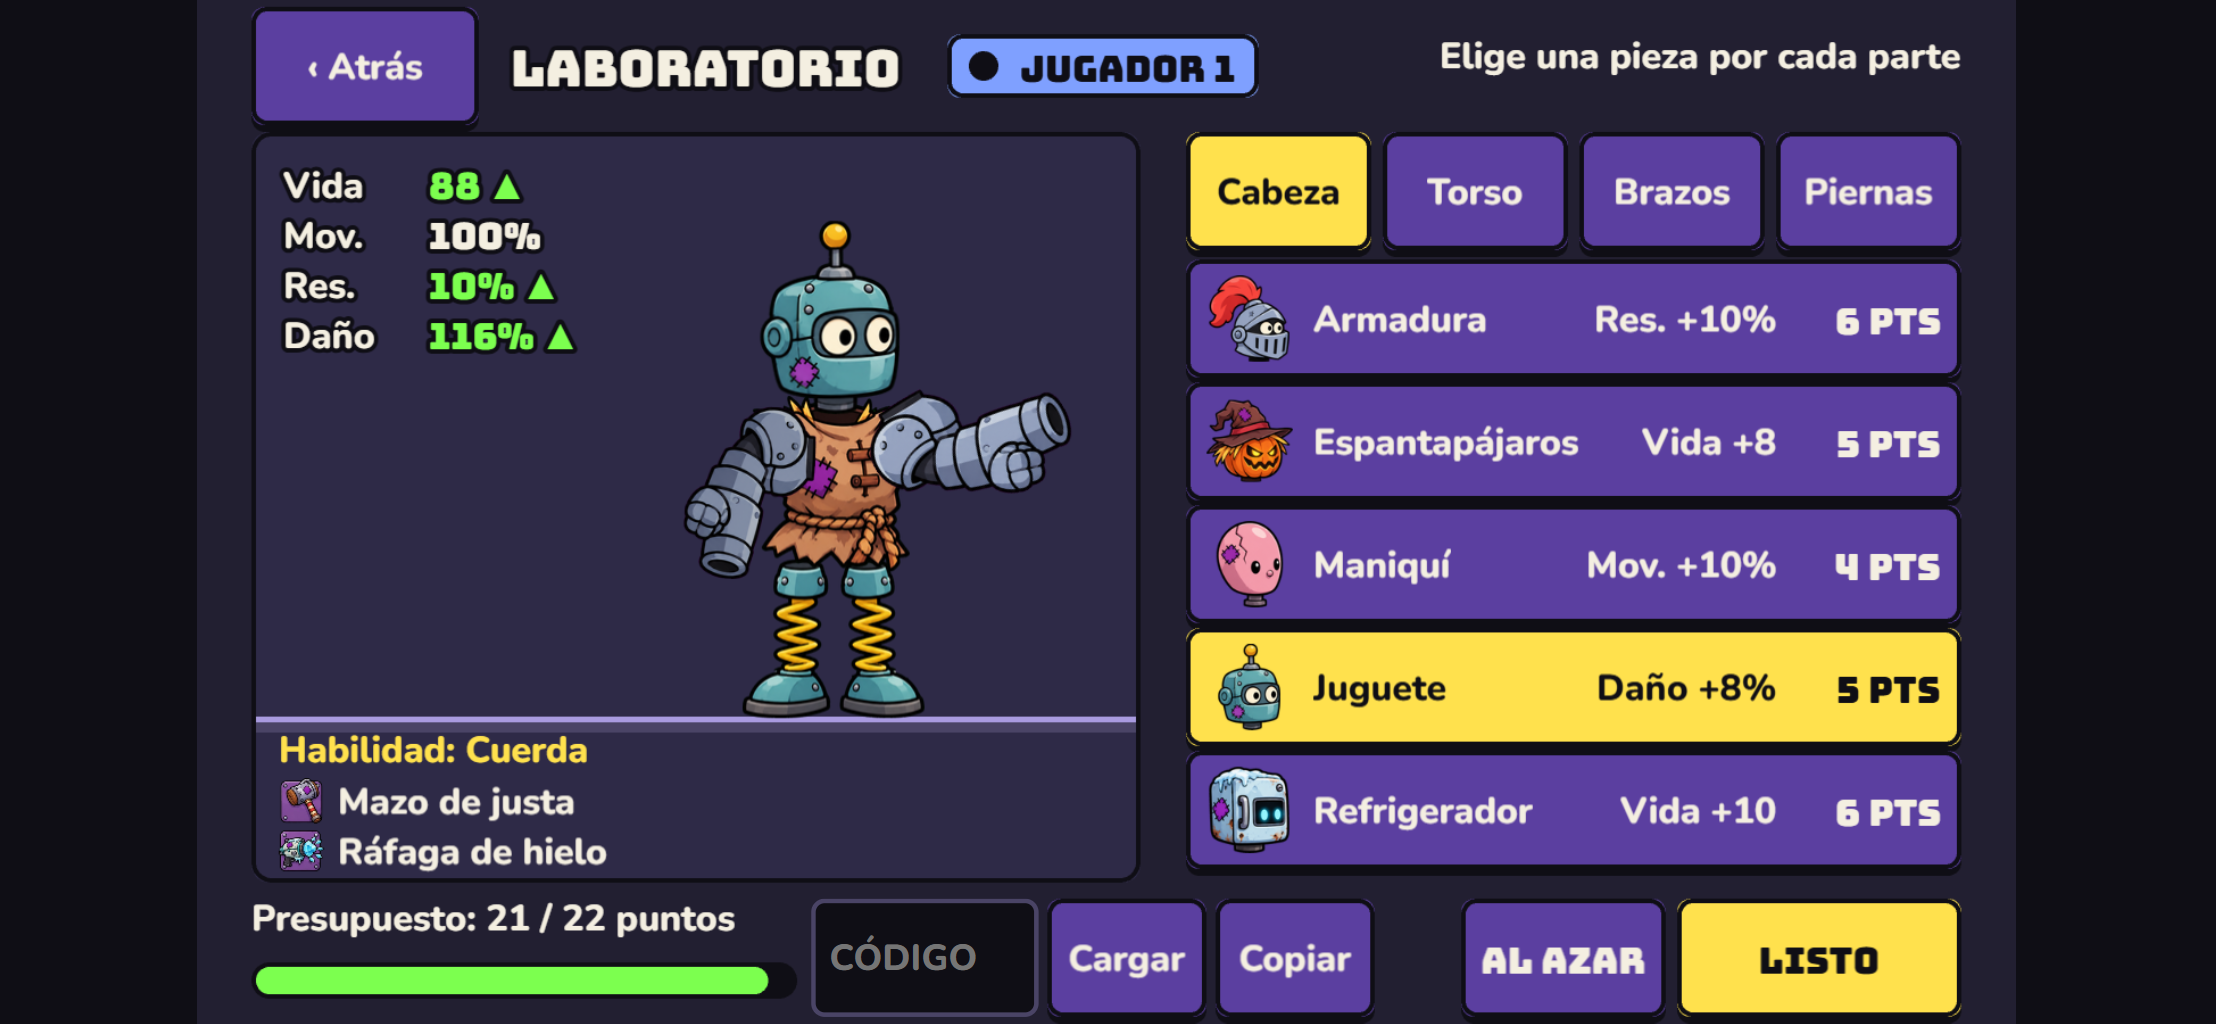 ‹ Atrás
LABORATORIO
JUGADOR 1
Elige una pieza por cada parte
Vida 88 ▲
Mov. 100%
Res. 10% ▲
Daño 116% ▲
Habilidad: Cuerda
Mazo de justa
Ráfaga de hielo
Cabeza
Torso
Brazos
Piernas
Armadura Res. +10% 6 PTS
Espantapájaros Vida +8 5 PTS
Maniquí Mov. +10% 4 PTS
Juguete Daño +8% 5 PTS
Refrigerador Vida +10 6 PTS
Presupuesto: 21 / 22 puntos
CÓDIGO
Cargar
Copiar
AL AZAR
LISTO